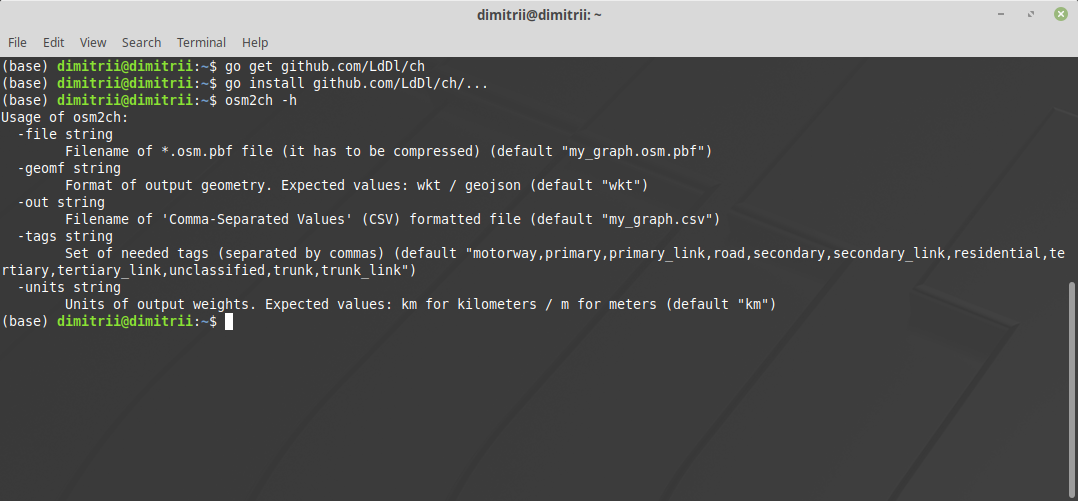 dimitrii@dimitrii: ~
File Edit View Search Terminal Help
(base) dimitrii@dimitrii:~$ go get github.com/LdDl/ch
(base) dimitrii@dimitrii:~$ go install github.com/LdDl/ch/...
(base) dimitrii@dimitrii:~$ osm2ch -h
Usage of osm2ch:
  -file string
        Filename of *.osm.pbf file (it has to be compressed) (default "my_graph.osm.pbf")
  -geomf string
        Format of output geometry. Expected values: wkt / geojson (default "wkt")
  -out string
        Filename of 'Comma-Separated Values' (CSV) formatted file (default "my_graph.csv")
  -tags string
        Set of needed tags (separated by commas) (default "motorway,primary,primary_link,road,secondary,secondary_link,residential,te
rtiary,tertiary_link,unclassified,trunk,trunk_link")
  -units string
        Units of output weights. Expected values: km for kilometers / m for meters (default "km")
(base) dimitrii@dimitrii:~$